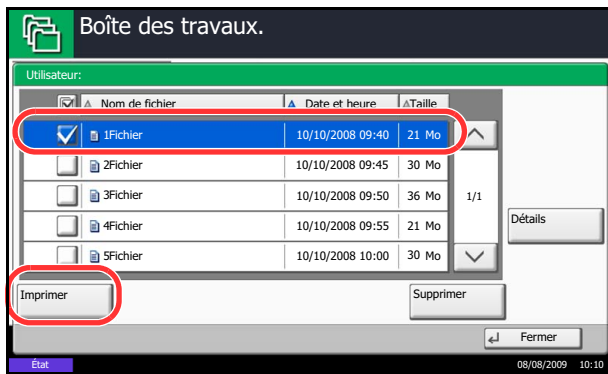 Boîte des travaux.
Utilisateur:
Nom de fichier Date et heure Taille
1Fichier 10/10/2008 09:40 21 Mo
2Fichier 10/10/2008 09:45 30 Mo
3Fichier 10/10/2008 09:50 36 Mo 1/1
4Fichier 10/10/2008 09:55 21 Mo
5Fichier 10/10/2008 10:00 30 Mo
Détails
Imprimer Supprimer
Fermer
État 08/08/2009 10:10